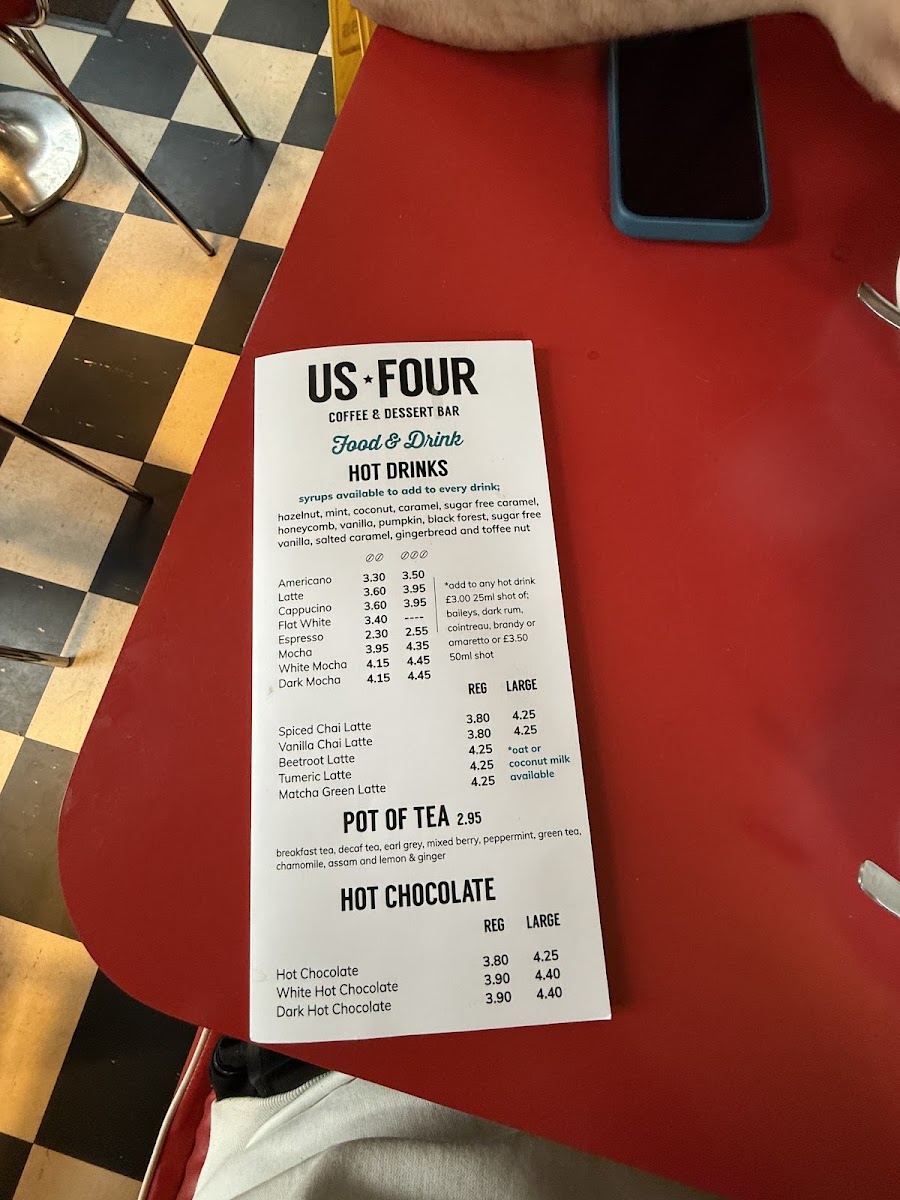 US ★ FOUR
COFFEE & DESSERT BAR
Food & Drink
HOT DRINKS
syrups available to add to every drink;
hazelnut, mint, coconut, caramel, sugar free caramel,
honeycomb, vanilla, pumpkin, black forest, sugar free
vanilla, salted caramel, gingerbread and toffee nut
Americano 3.30 3.50
Latte 3.60 3.95
Cappucino 3.60 3.95
Flat White 3.40 ----
Espresso 2.30 2.55
Mocha 3.95 4.35
White Mocha 4.15 4.45
Dark Mocha 4.15 4.45
*add to any hot drink
£3.00 25ml shot of;
baileys, dark rum,
cointreau, brandy or
amaretto or £3.50
50ml shot
REG LARGE
Spiced Chai Latte 3.80 4.25
Vanilla Chai Latte 3.80 4.25
Beetroot Latte 4.25
Tumeric Latte 4.25
Matcha Green Latte 4.25
*oat or
coconut milk
available
POT OF TEA 2.95
breakfast tea, decaf tea, earl grey, mixed berry, peppermint, green tea,
chamomile, assam and lemon & ginger
HOT CHOCOLATE
REG LARGE
Hot Chocolate 3.80 4.25
White Hot Chocolate 3.90 4.40
Dark Hot Chocolate 3.90 4.40